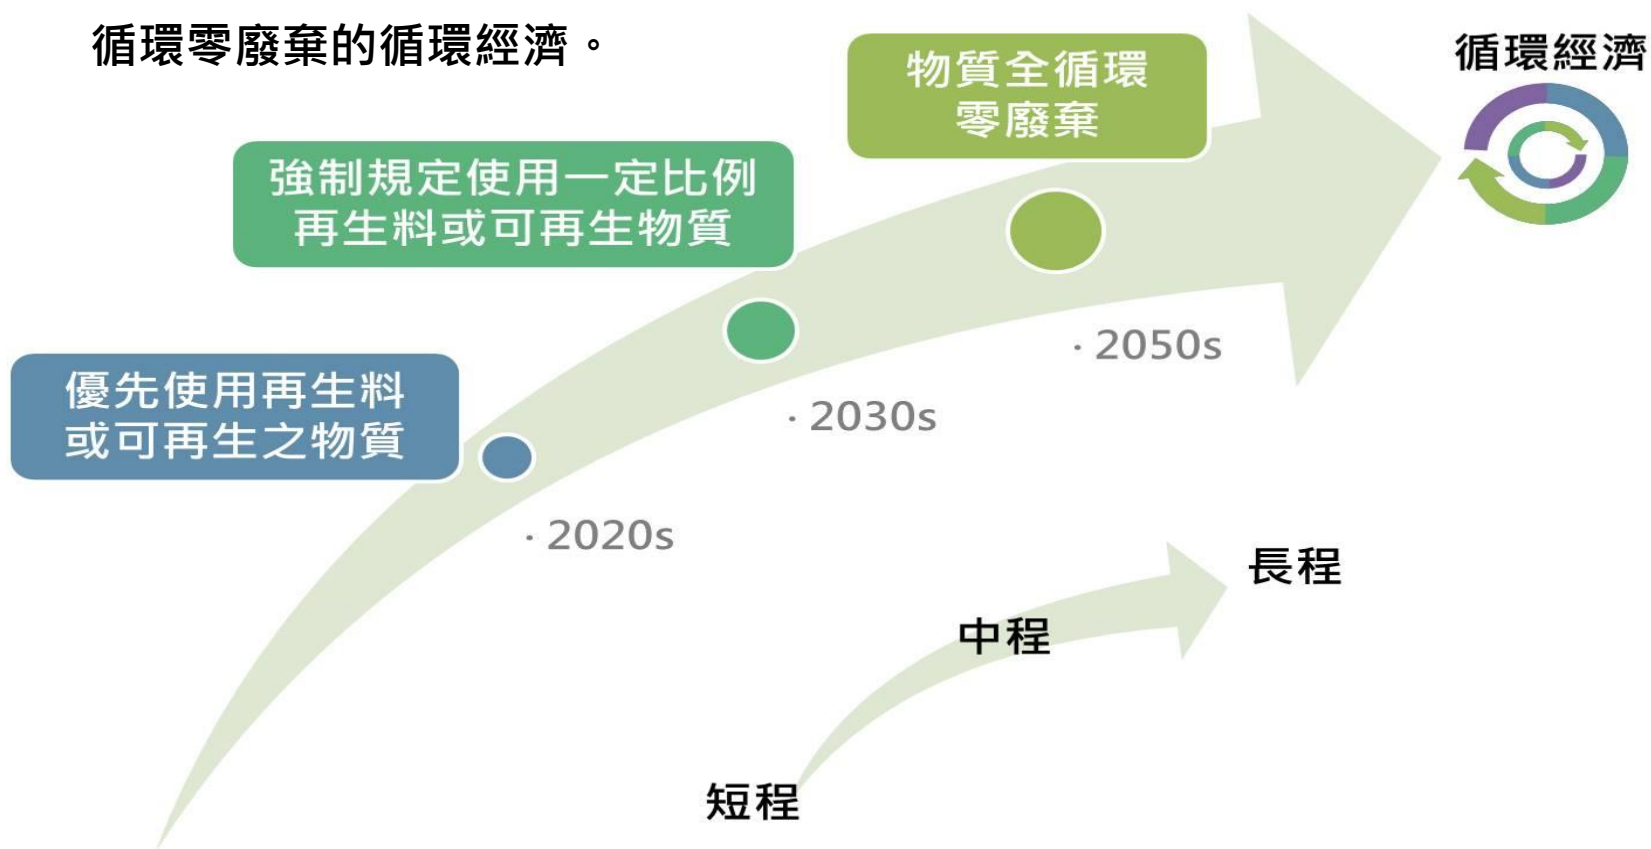 循環零廢棄的循環經濟。
循環經濟
物質全循環
零廢棄
強制規定使用一定比例
再生料或可再生物質
優先使用再生料
或可再生之物質
· 2050s
· 2030s
· 2020s
長程
中程
短程